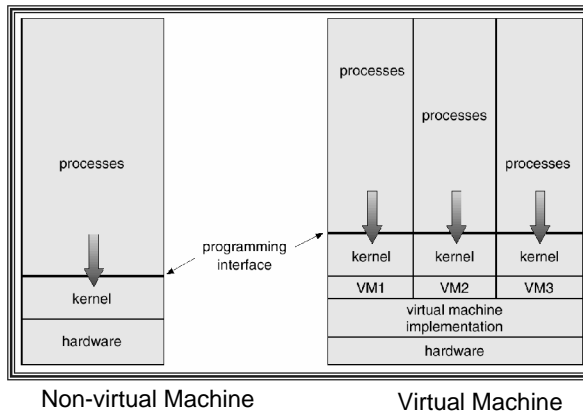 processes
kernel
hardware
programming
interface
processes
processes
processes
kernel
kernel
kernel
VM1
VM2
VM3
virtual machine
implementation
hardware
Non-virtual Machine
Virtual Machine